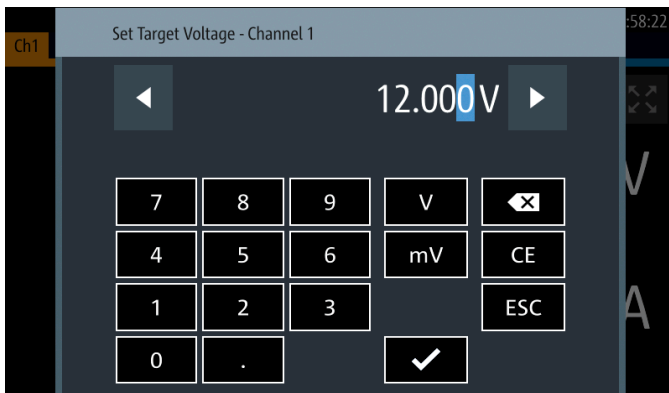 Set Target Voltage - Channel 1
:58:22
Ch1
12.000 V
V
7 8 9 V
4 5 6 mV CE
1 2 3 ESC
A
0 .